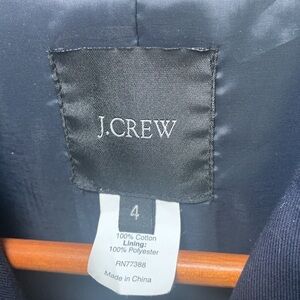 J.CREW
4
100% Cotton
Lining:
100% Polyester
RN77388
Made in China